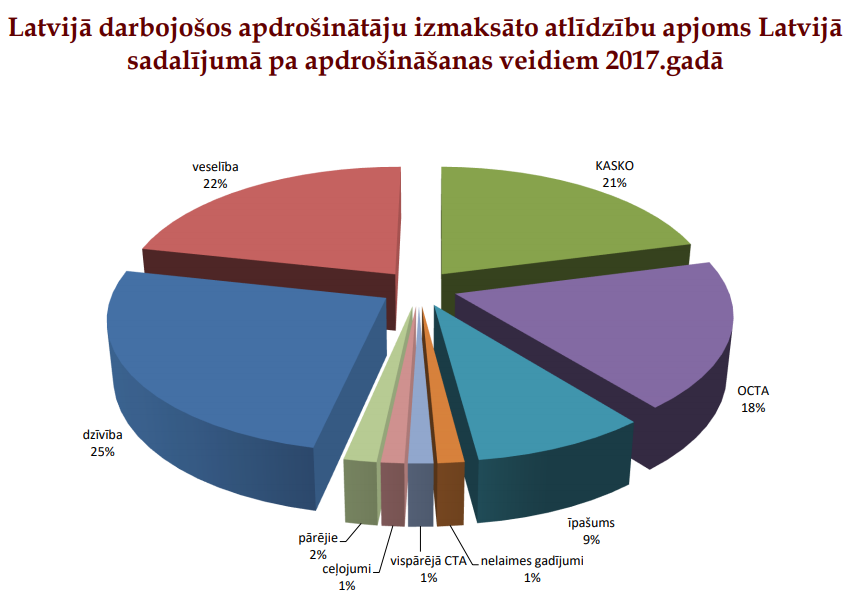 Latvijā darbojošos apdrošinātāju izmaksāto atlīdzību apjoms Latvijā
sadalījumā pa apdrošināšanas veidiem 2017.gadā
veselība
22%
KASKO
21%
OCTA
18%
dzīvība
25%
īpašums
9%
pārējie
2%
ceļojumi
1%
vispārējā CTA
1%
nelaimes gadījumi
1%